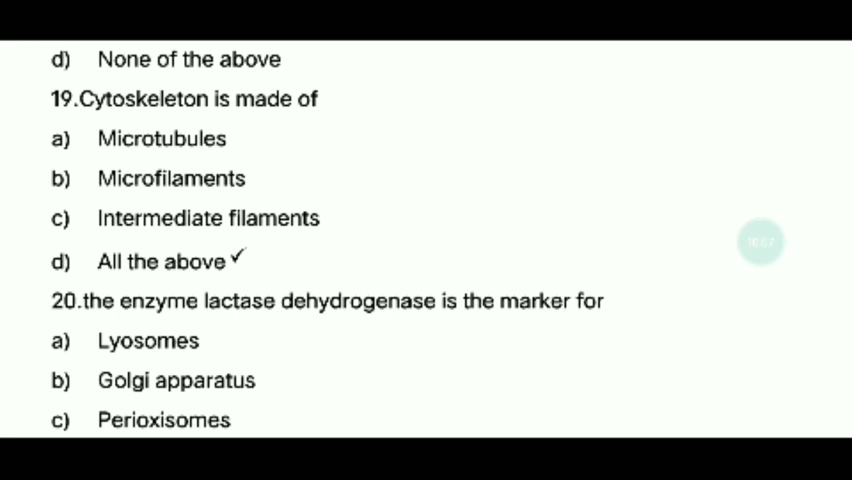 d) None of the above
19.Cytoskeleton is made of
a) Microtubules
b) Microfilaments
c) Intermediate filaments
d) All the above ✓
20.the enzyme lactase dehydrogenase is the marker for
a) Lyosomes
b) Golgi apparatus
c) Perioxisomes